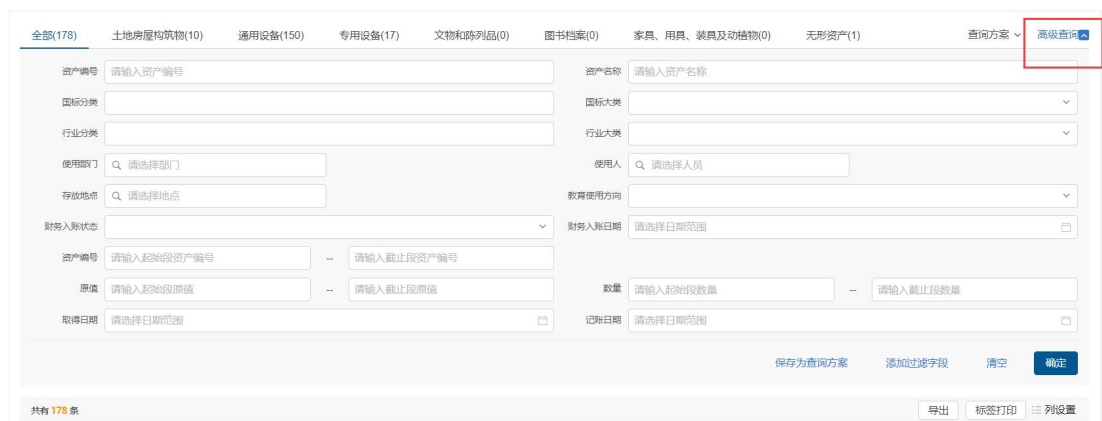 全部(178) 土地房屋构筑物(10) 通用设备(150) 专用设备(17) 文物和陈列品(0) 图书档案(0) 家具、用具、装具及动植物(0) 无形资产(1) 查询方案 高级查询
资产编号 请输入资产编号 资产名称 请输入资产名称
国标分类 国标大类
行业分类 行业大类
使用部门 请选择部门 使用人 请选择人员
存放地点 请选择地点 教育使用方向
财务入账状态 财务入账日期 请选择日期范围
资产编号 请输入起始段资产编号 -- 请输入截止段资产编号
原值 请输入起始段原值 -- 请输入截止段原值 数量 请输入起始段数量 -- 请输入截止段数量
取得日期 请选择日期范围 记账日期 请选择日期范围
保存为查询方案 添加过滤字段 清空 确定
共有 178 条 导出 标签打印 列设置